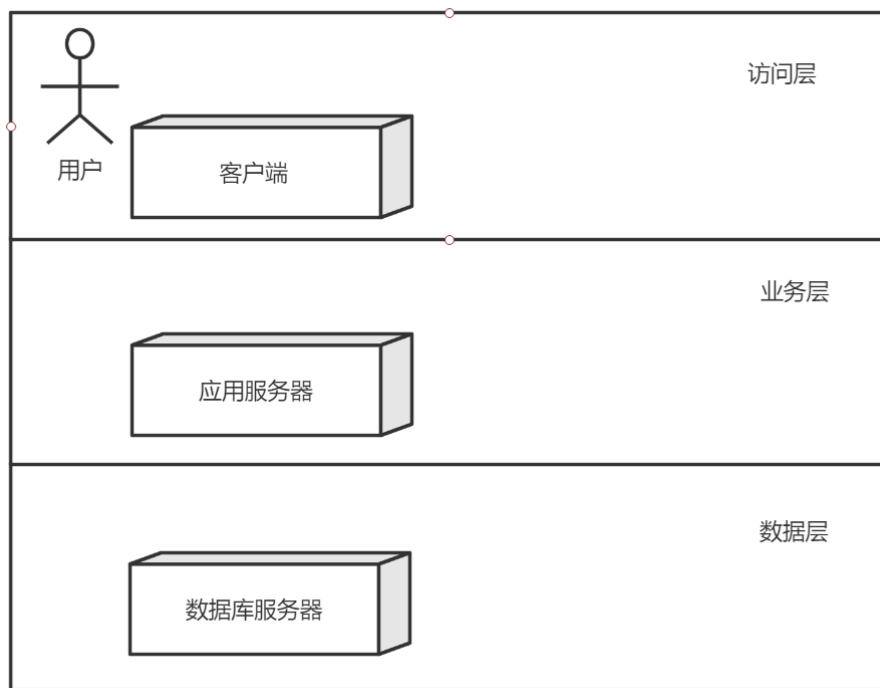 访问层
用户
客户端
业务层
应用服务器
数据层
数据库服务器